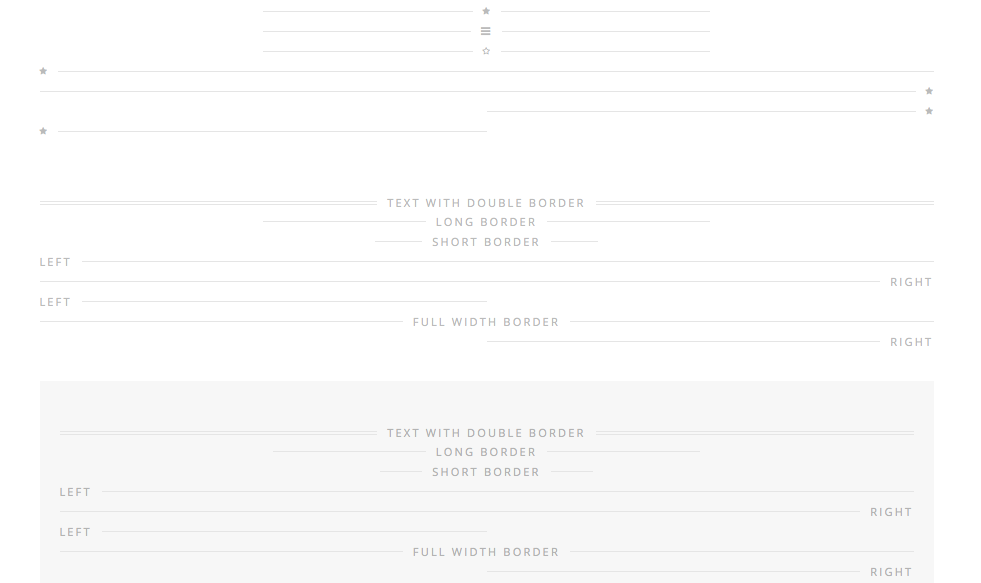 TEXT WITH DOUBLE BORDER
LONG BORDER
SHORT BORDER
LEFT
RIGHT
LEFT
FULL WIDTH BORDER
RIGHT
TEXT WITH DOUBLE BORDER
LONG BORDER
SHORT BORDER
LEFT
RIGHT
LEFT
FULL WIDTH BORDER
RIGHT